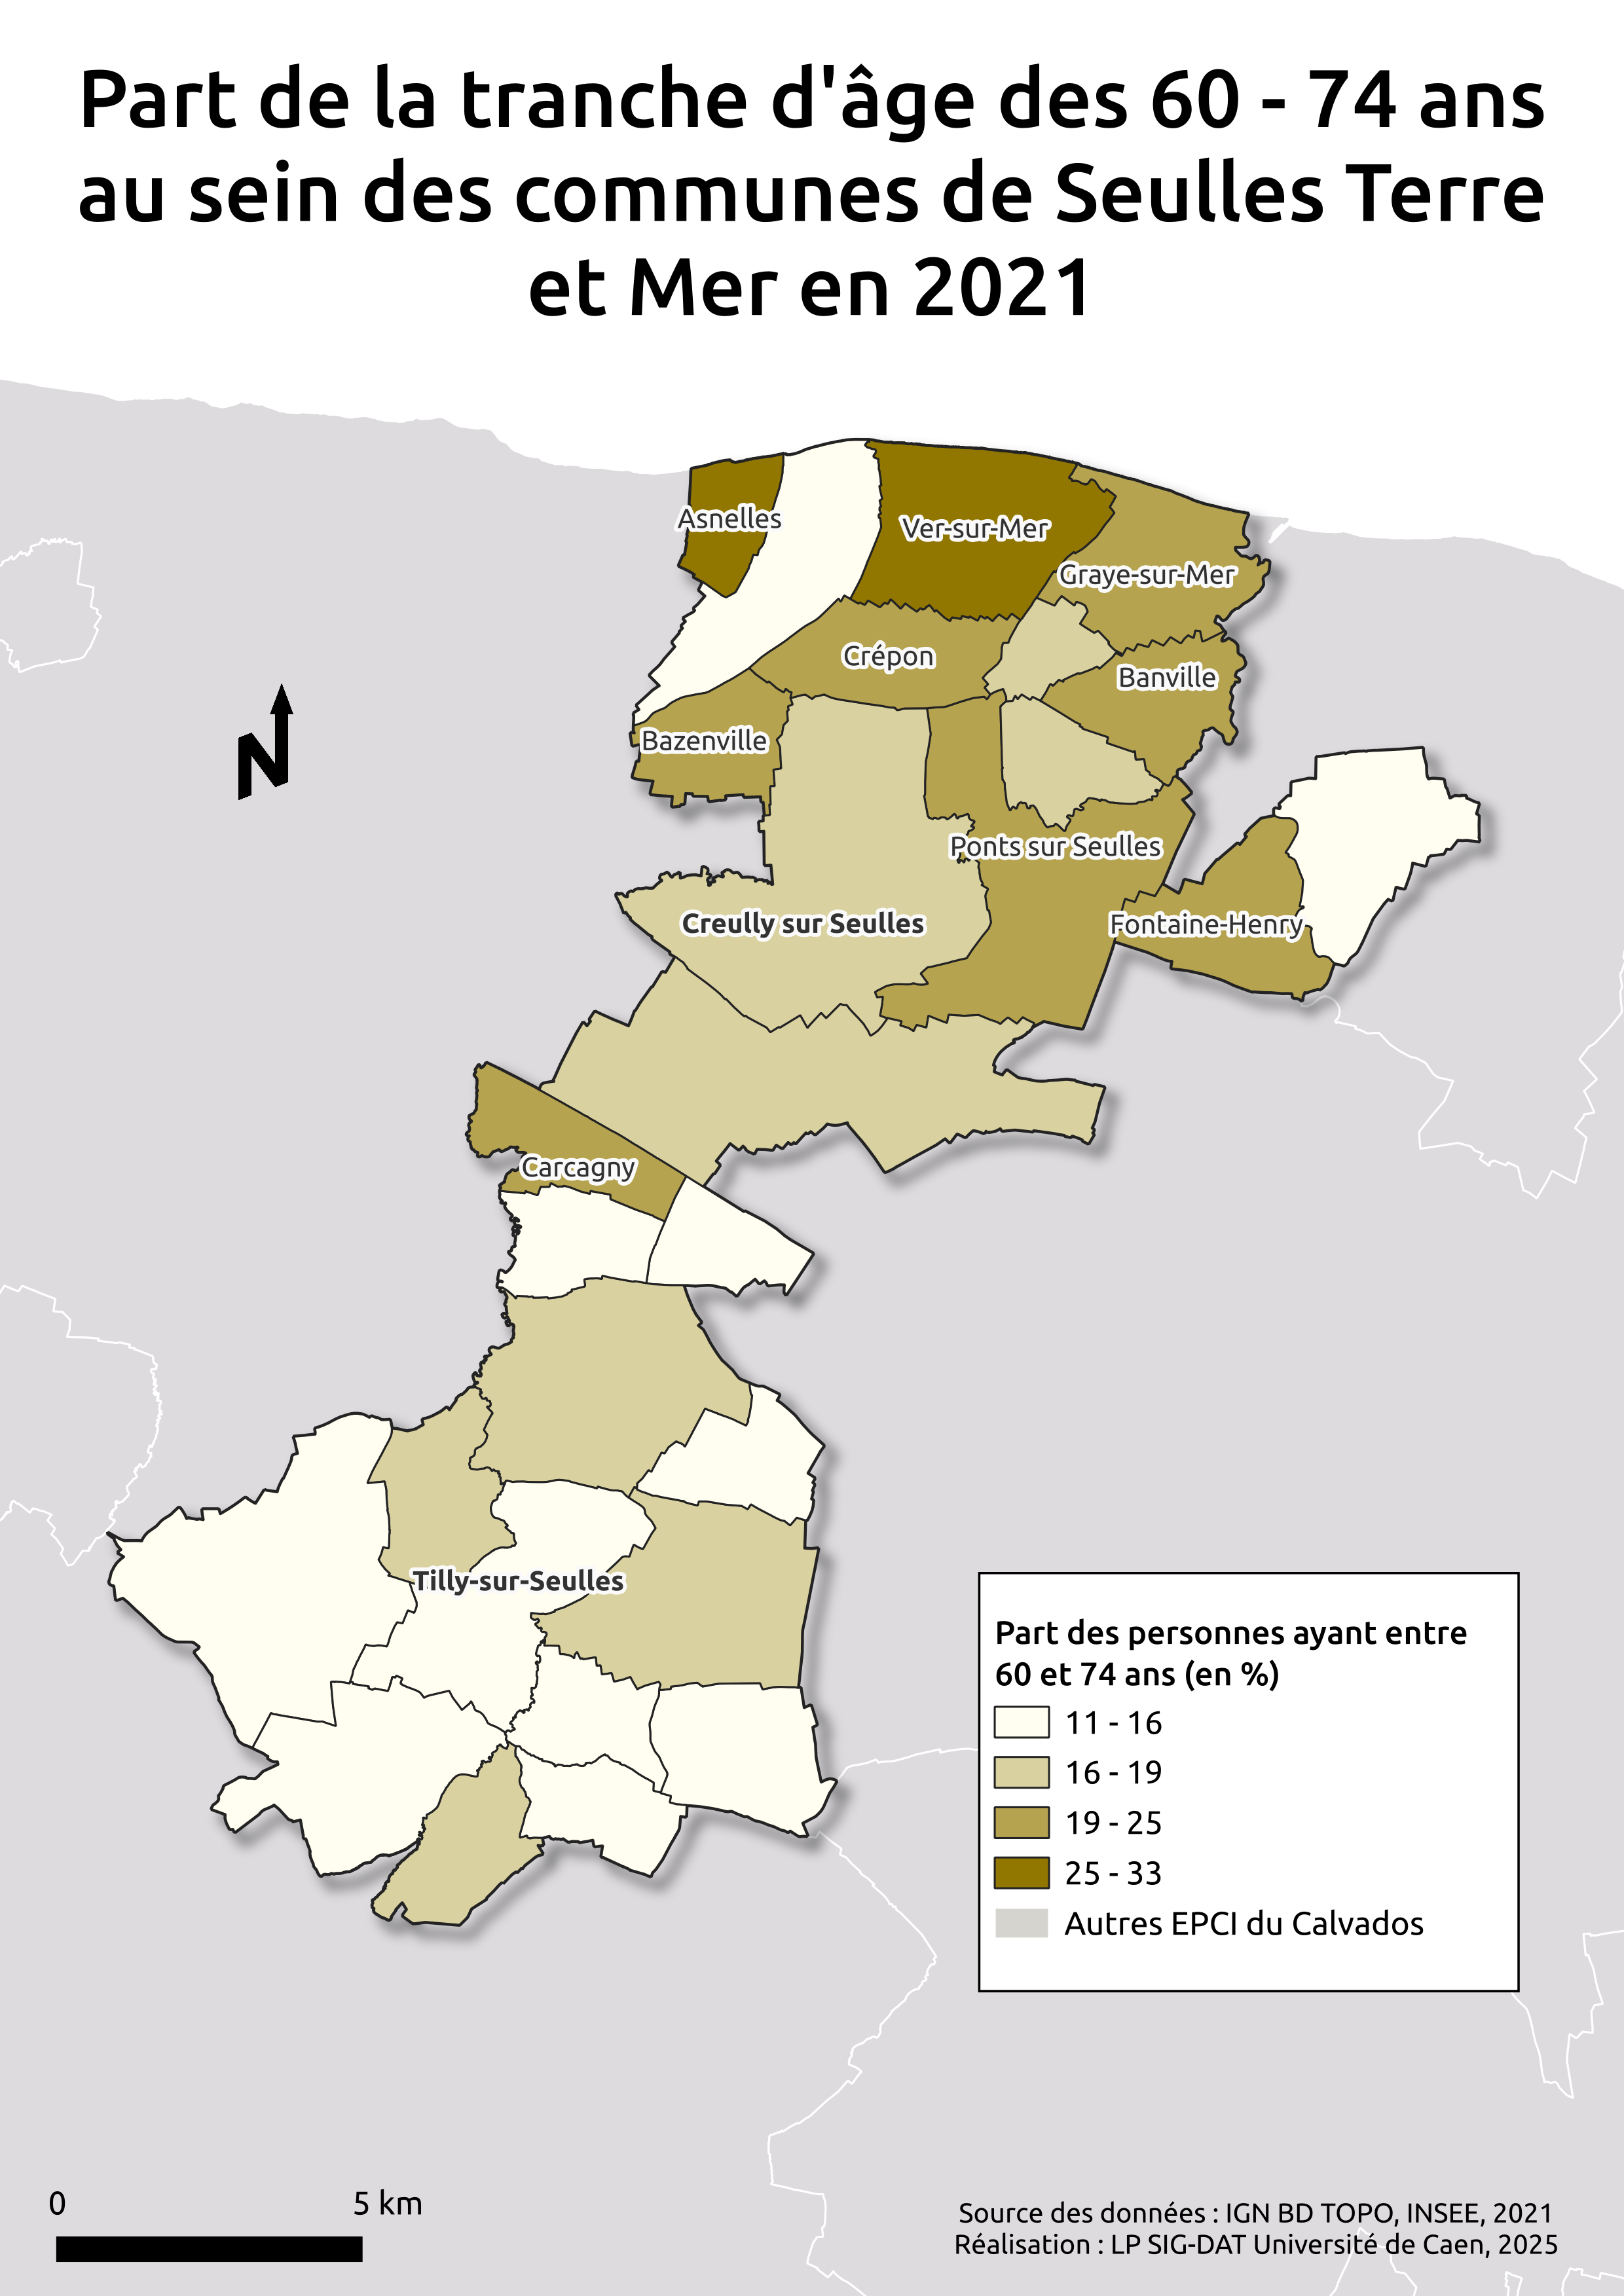 Part de la tranche d'âge des 60 - 74 ans
au sein des communes de Seulles Terre
et Mer en 2021
Asnelles
Ver-sur-Mer
Graye-sur-Mer
Crépon
Banville
Bazenville
Ponts sur Seulles
Creully sur Seulles
Fontaine-Henry
N
Carcagny
Tilly-sur-Seulles
Part des personnes ayant entre
60 et 74 ans (en %)
11 - 16
16 - 19
19 - 25
25 - 33
Autres EPCI du Calvados
0 5 km
Source des données : IGN BD TOPO, INSEE, 2021
Réalisation : LP SIG-DAT Université de Caen, 2025